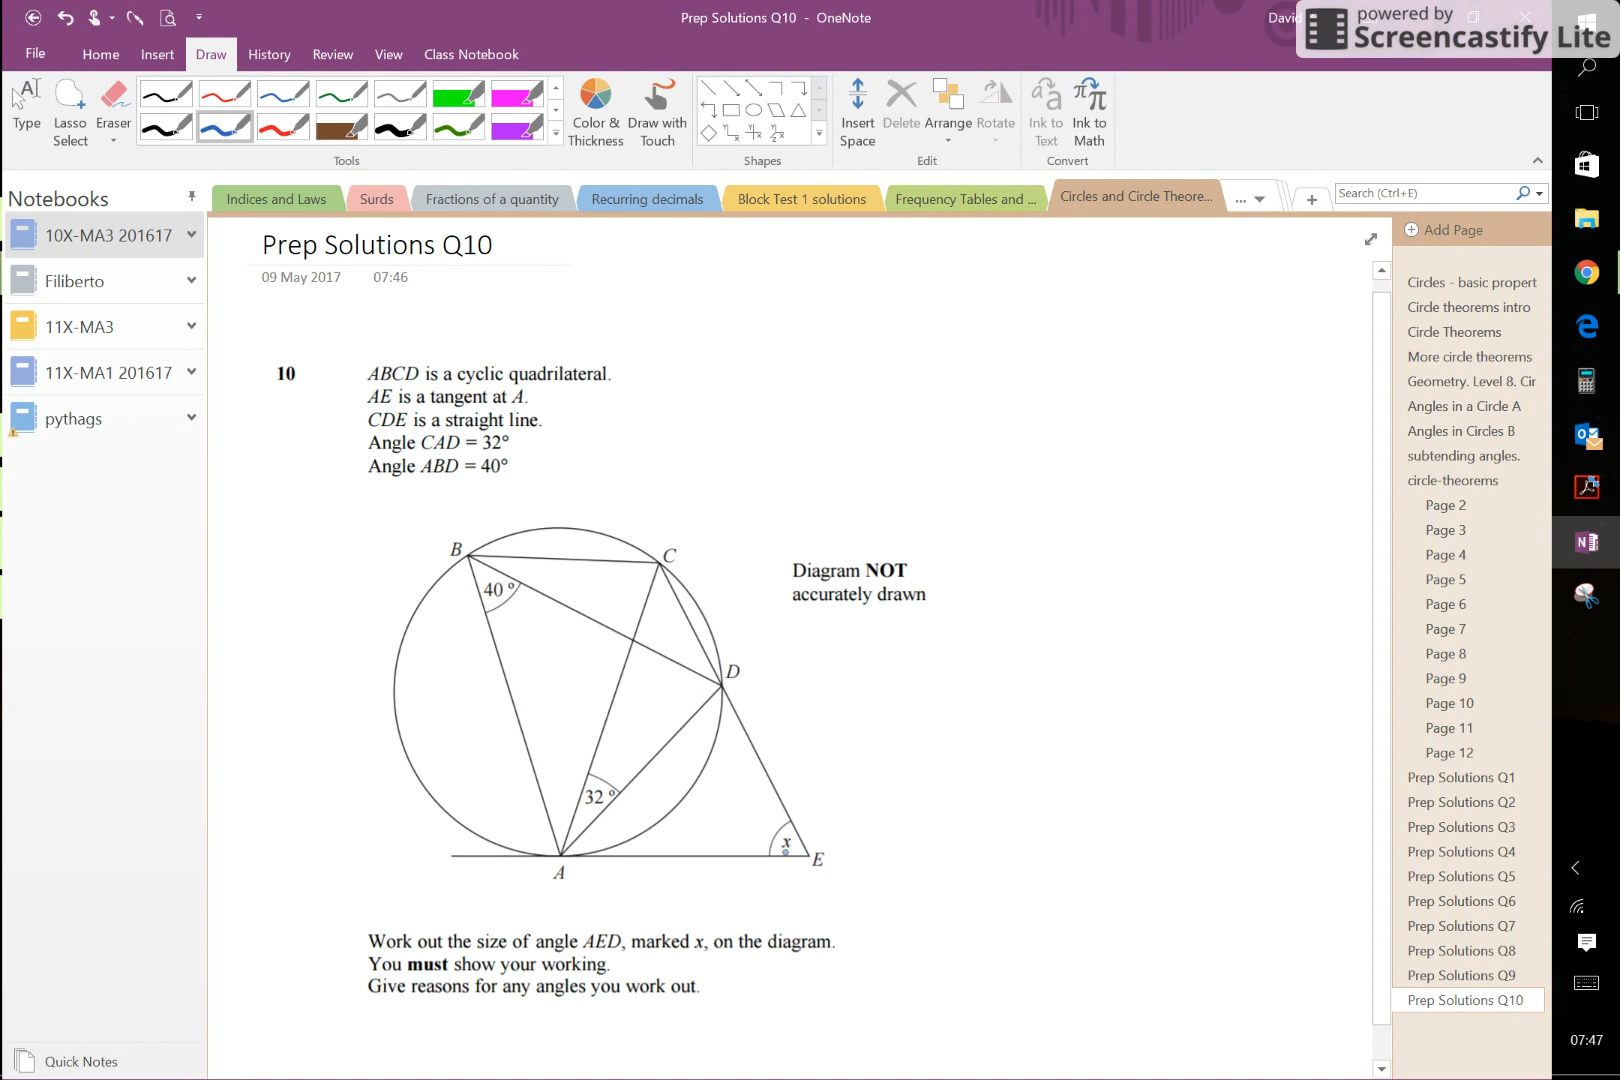 Prep Solutions Q10 - OneNote
David
powered by
Screencastify Lite
File
Home
Insert
Draw
History
Review
View
Class Notebook
Type
Lasso
Select
Eraser
Color &
Thickness
Draw with
Touch
Insert
Space
Delete
Arrange
Rotate
Ink to
Text
Ink to
Math
Tools
Shapes
Edit
Convert
Notebooks
Indices and Laws
Surds
Fractions of a quantity
Recurring decimals
Block Test 1 solutions
Frequency Tables and ...
Circles and Circle Theore...
...
Search (Ctrl+E)
10X-MA3 201617
Filiberto
11X-MA3
11X-MA1 201617
pythags
Quick Notes
Prep Solutions Q10
09 May 2017 07:46
10 ABCD is a cyclic quadrilateral.
AE is a tangent at A.
CDE is a straight line.
Angle CAD = 32°
Angle ABD = 40°
B
C
40 °
Diagram NOT
accurately drawn
D
32 °
x
E
A
Work out the size of angle AED, marked x, on the diagram.
You must show your working.
Give reasons for any angles you work out.
Add Page
Circles - basic propert
Circle theorems intro
Circle Theorems
More circle theorems
Geometry. Level 8. Cir
Angles in a Circle A
Angles in Circles B
subtending angles.
circle-theorems
Page 2
Page 3
Page 4
Page 5
Page 6
Page 7
Page 8
Page 9
Page 10
Page 11
Page 12
Prep Solutions Q1
Prep Solutions Q2
Prep Solutions Q3
Prep Solutions Q4
Prep Solutions Q5
Prep Solutions Q6
Prep Solutions Q7
Prep Solutions Q8
Prep Solutions Q9
Prep Solutions Q10
07:47